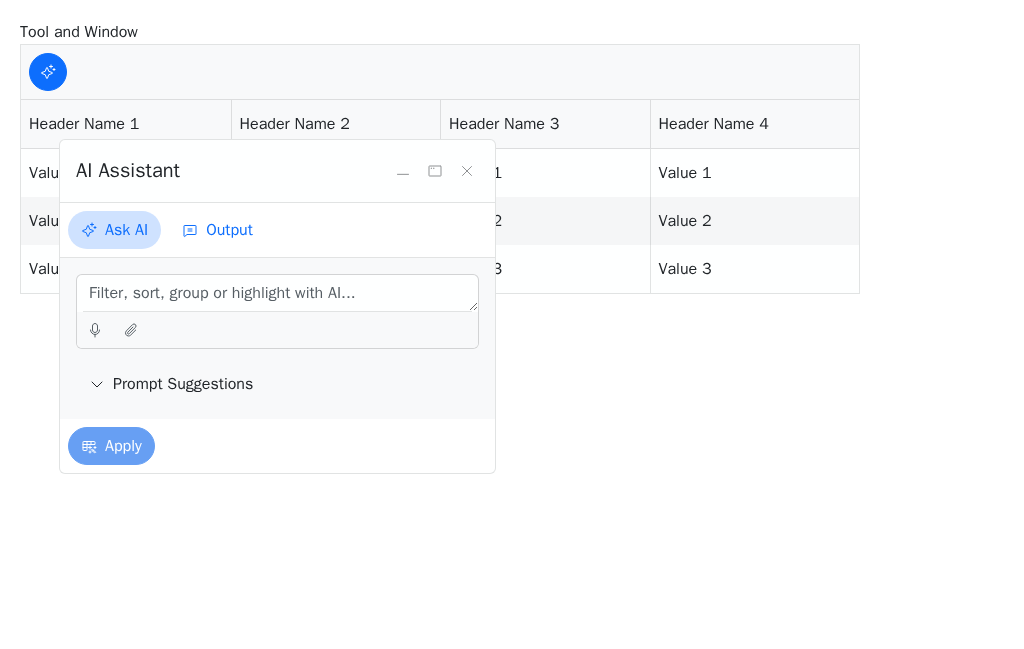 Tool and Window
Header Name 1 Header Name 2 Header Name 3 Header Name 4
AI Assistant
Valu 1 Value 1
Ask AI Output
Valu 2 Value 2
Valu 3 Value 3
Filter, sort, group or highlight with AI...
Prompt Suggestions
Apply